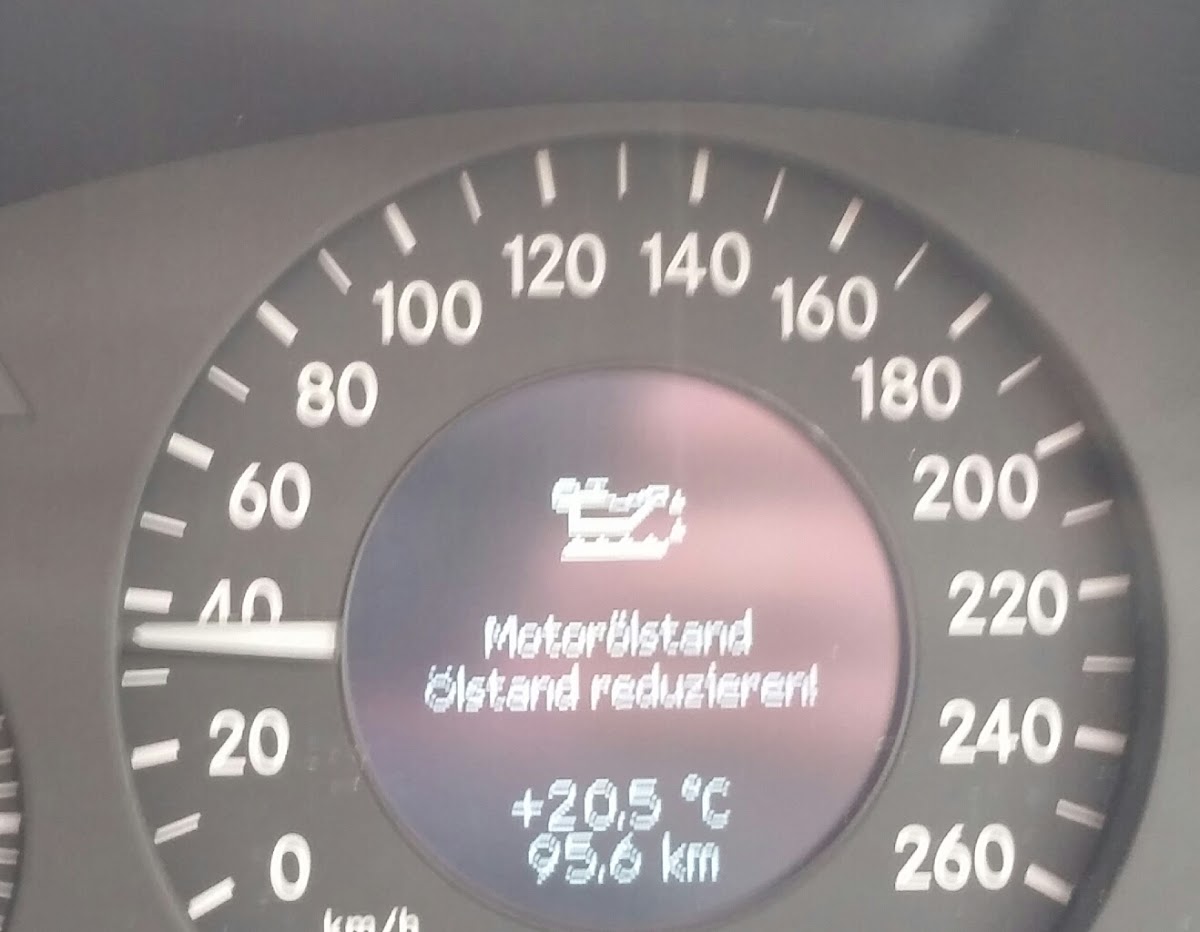 120 140
100 160
80 180
60 200
40 220
Motorölstand
Ölstand reduzieren!
20 240
+20,5 °C
95,6 km
0 260
km/h